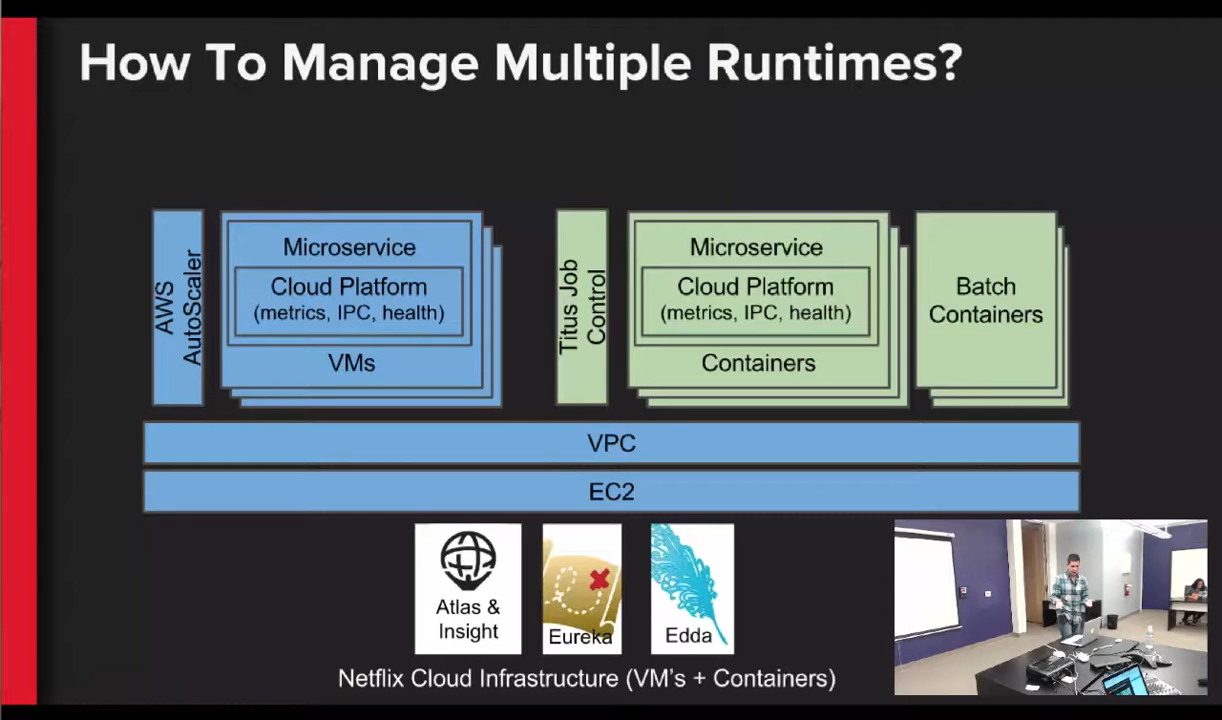 How To Manage Multiple Runtimes?
AWS
AutoScaler
Microservice
Cloud Platform
(metrics, IPC, health)
VMs
Titus Job
Control
Microservice
Cloud Platform
(metrics, IPC, health)
Containers
Batch
Containers
VPC
EC2
Atlas &
Insight
Eureka
Edda
Netflix Cloud Infrastructure (VM's + Containers)